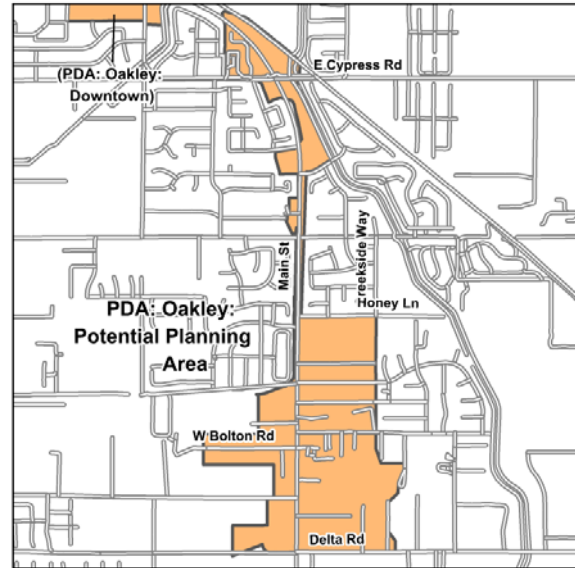 E Cypress Rd
(PDA: Oakley:
Downtown)
Main St
reekside Way
Honey Ln
PDA: Oakley:
Potential Planning
Area
W Bolton Rd
Delta Rd